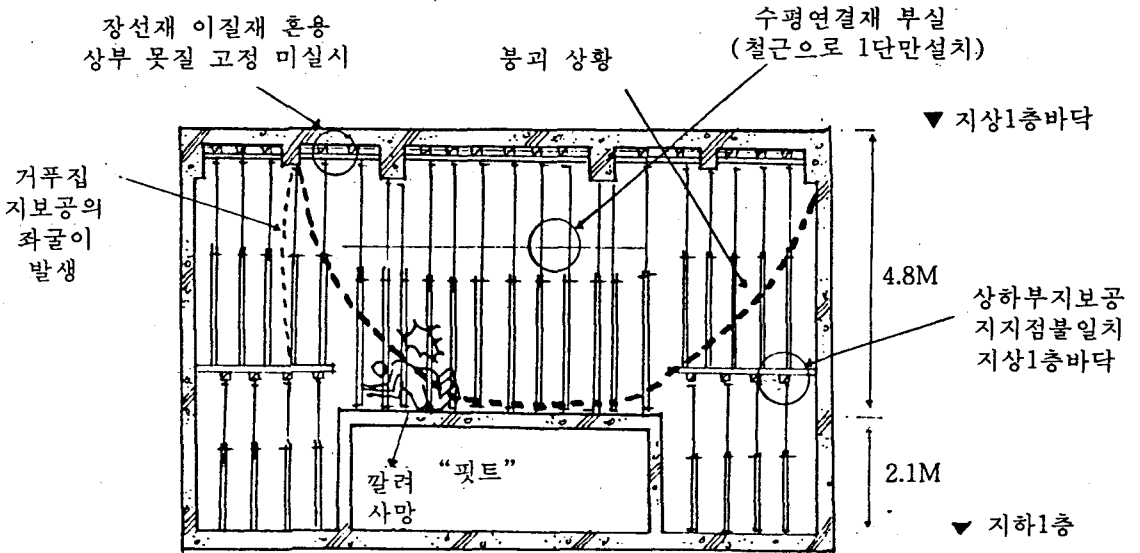 장선재 이질재 혼용
상부 못질 고정 미실시
붕괴 상황
수평연결재 부실
(철근으로 1단만설치)
▼ 지상1층바닥
거푸집
지보공의
좌굴이
발생
4.8M
상하부지보공
지지점불일치
지상1층바닥
깔려
사망
“핏트”
2.1M
▼ 지하1층